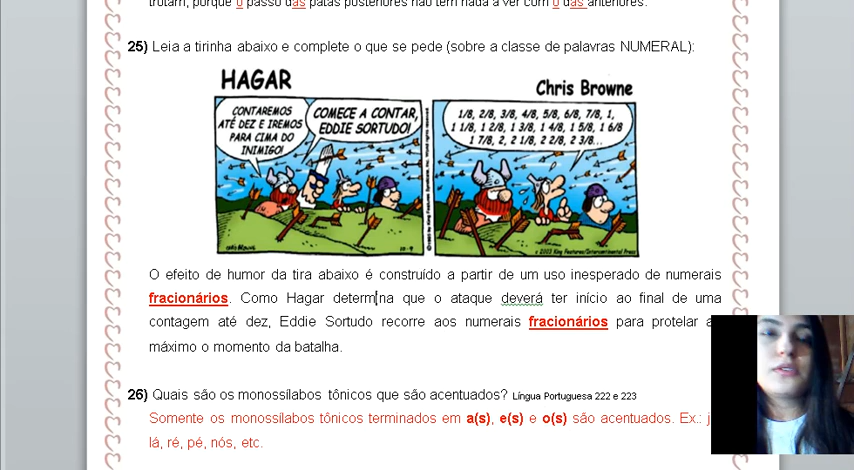 trotam, porque o passo das patas posteriores não tem nada a ver com o das anteriores.
25) Leia a tirinha abaixo e complete o que se pede (sobre a classe de palavras NUMERAL):
HAGAR
Chris Browne
CONTAREMOS
ATÉ DEZ E IREMOS
PARA CIMA DO
INIMIGO!
COMECE A CONTAR,
EDDIE SORTUDO!
1/8, 2/8, 3/8, 4/8, 5/8, 6/8, 7/8, 1,
1 1/8, 1 2/8, 1 3/8, 1 4/8, 1 5/8, 1 6/8
1 7/8, 2, 2 1/8, 2 2/8, 2 3/8...
10-9
© 2003 King Features/Intercontinental Press
O efeito de humor da tira abaixo é construído a partir de um uso inesperado de numerais
fracionários. Como Hagar determina que o ataque deverá ter início ao final de uma
contagem até dez, Eddie Sortudo recorre aos numerais fracionários para protelar a
máximo o momento da batalha.
26) Quais são os monossílabos tônicos que são acentuados? Língua Portuguesa 222 e 223
Somente os monossílabos tônicos terminados em a(s), e(s) e o(s) são acentuados. Ex.: j
lá, ré, pé, nós, etc.